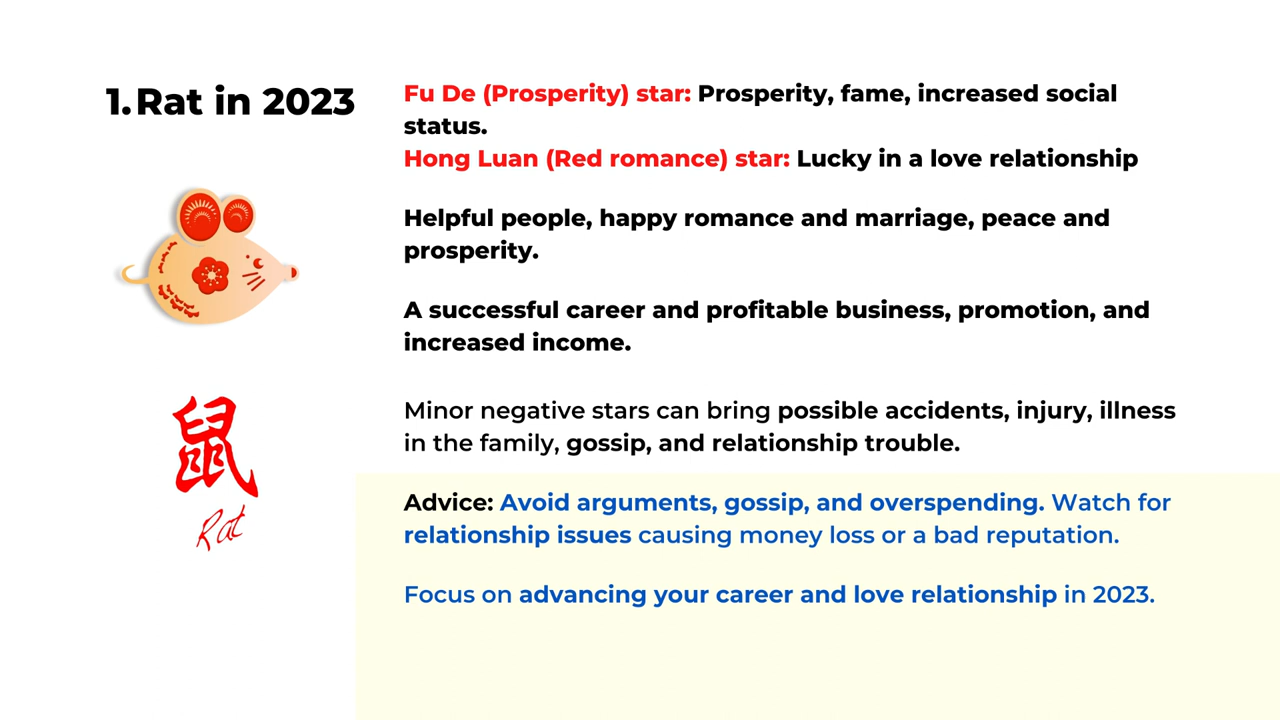 1. Rat in 2023
Fu De (Prosperity) star: Prosperity, fame, increased social
status.
Hong Luan (Red romance) star: Lucky in a love relationship
Helpful people, happy romance and marriage, peace and
prosperity.
A successful career and profitable business, promotion, and
increased income.
鼠
Rat
Minor negative stars can bring possible accidents, injury, illness
in the family, gossip, and relationship trouble.
Advice: Avoid arguments, gossip, and overspending. Watch for
relationship issues causing money loss or a bad reputation.
Focus on advancing your career and love relationship in 2023.